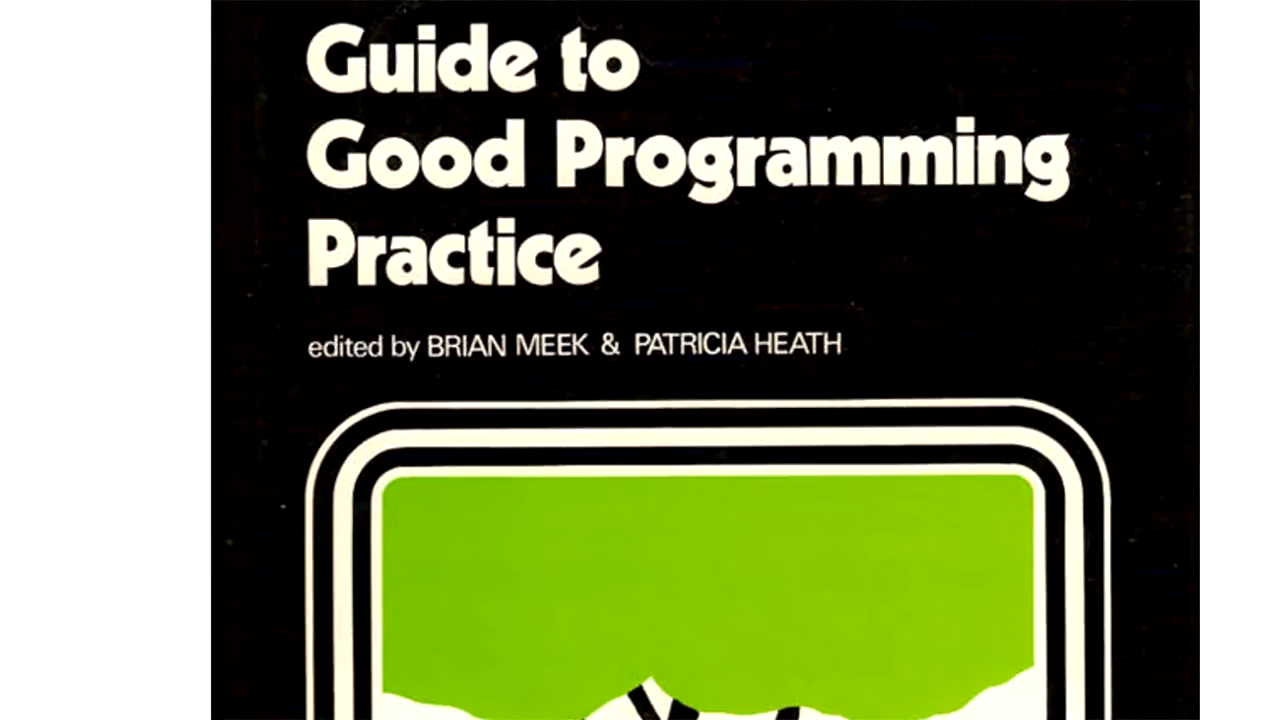 Guide to
Good Programming
Practice
edited by BRIAN MEEK & PATRICIA HEATH